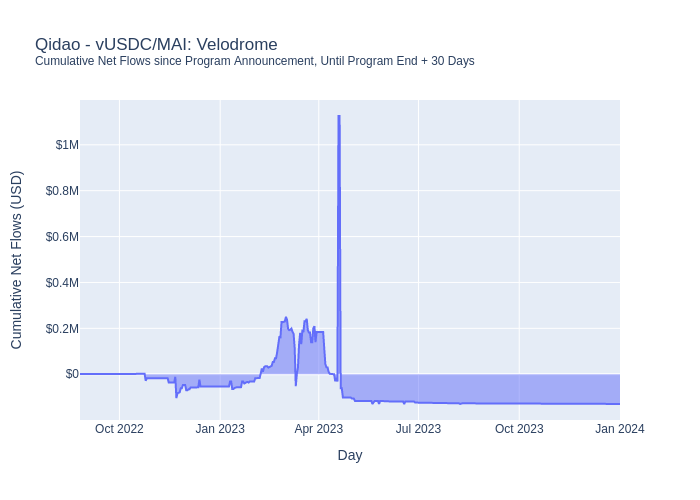 Qidao - vUSDC/MAI: Velodrome
Cumulative Net Flows since Program Announcement, Until Program End + 30 Days
Cumulative Net Flows (USD)
$1M
$0.8M
$0.6M
$0.4M
$0.2M
$0
Oct 2022
Jan 2023
Apr 2023
Jul 2023
Oct 2023
Jan 2024
Day